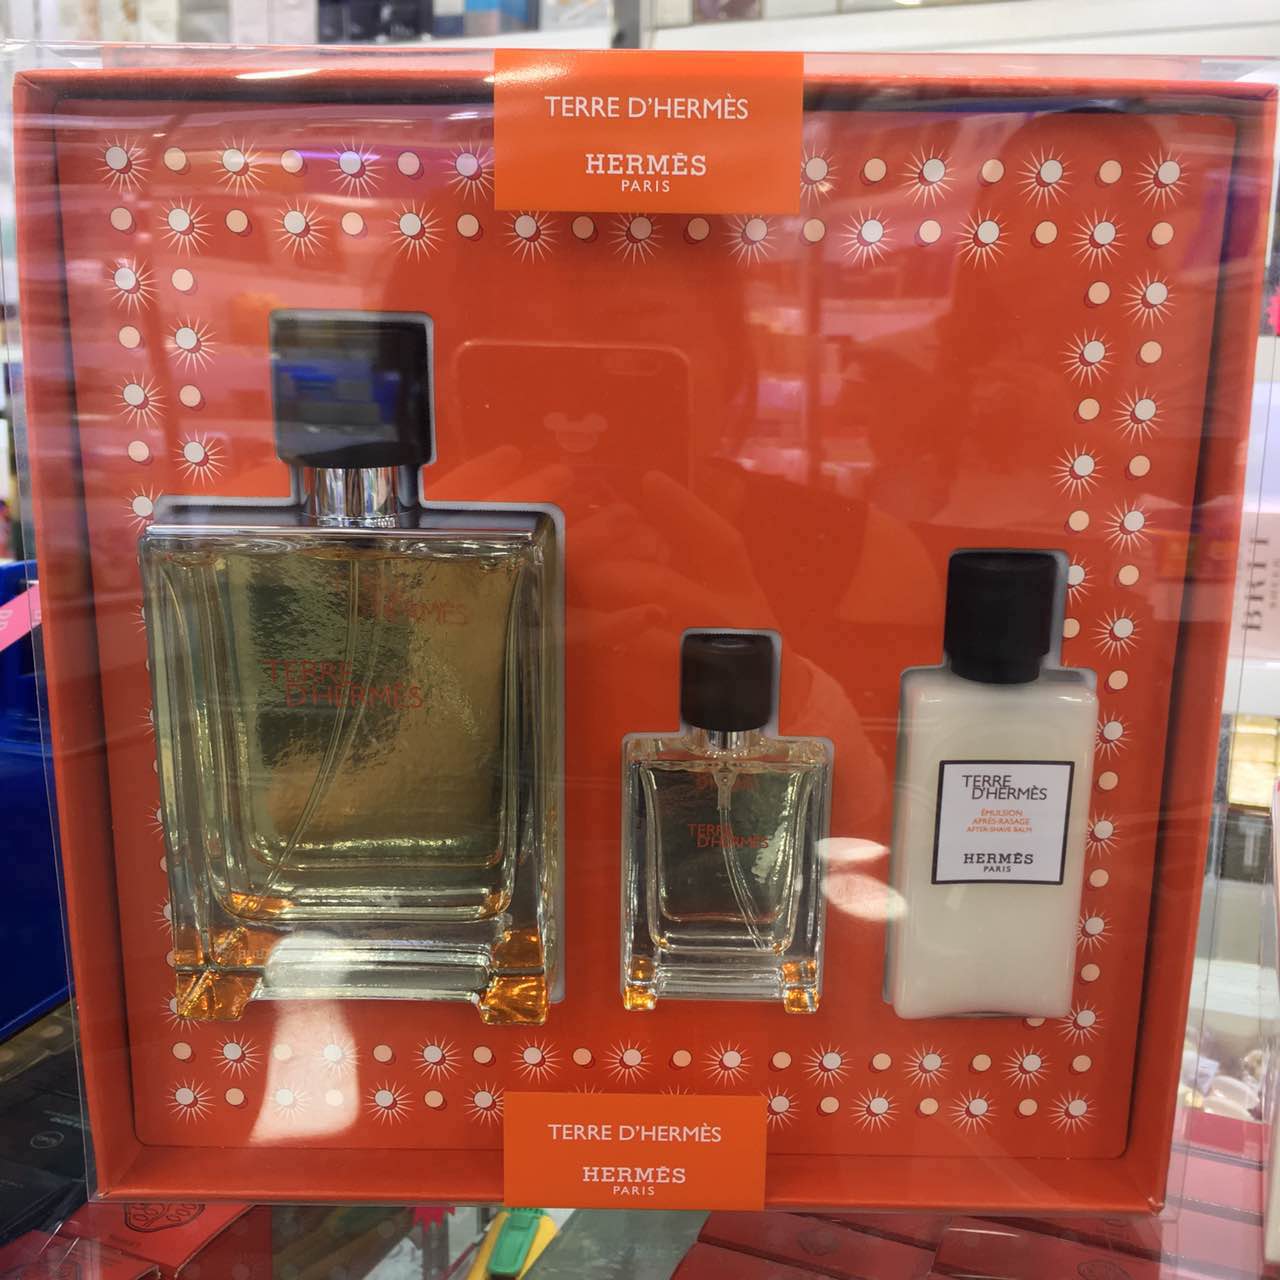 TERRE D'HERMÈS
HERMÈS
PARIS
TERRE
D'HERMÈS
TERRE
D'HERMÈS
TERRE
D'HERMÈS
ÉMULSION
APRÈS-RASAGE
AFTER-SHAVE BALM
HERMÈS
PARIS
TERRE D'HERMÈS
HERMÈS
PARIS
BRIT